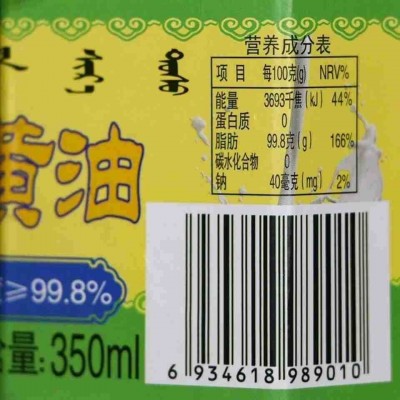 营养成分表
项目 每100克(g) NRV%
能量 3693千焦(kJ) 44%
蛋白质 0
脂肪 99.8克(g) 166%
碳水化合物 0
钠 40毫克(mg) 2%
黄油
≥99.8%
含量:350ml
6 934618 989010